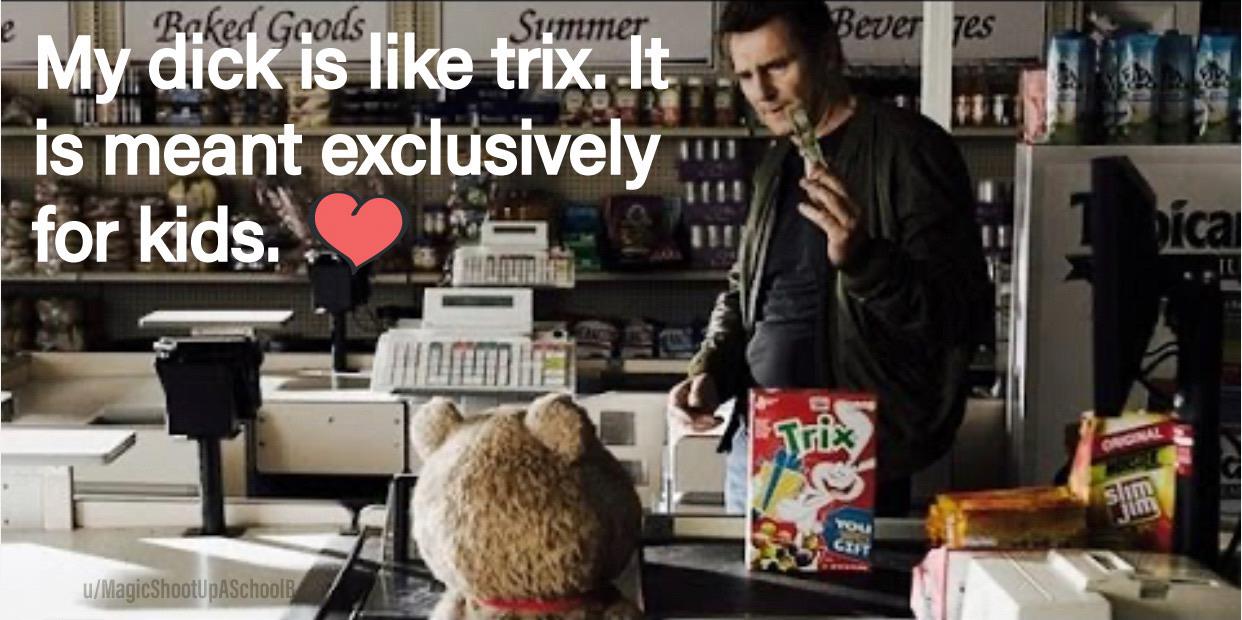 Baked Goods
Summer
My dick is like trix. It
is meant exclusively
for kids. ❤️
Trix
YOU
GIFT
ORIGINAL
slim
jim